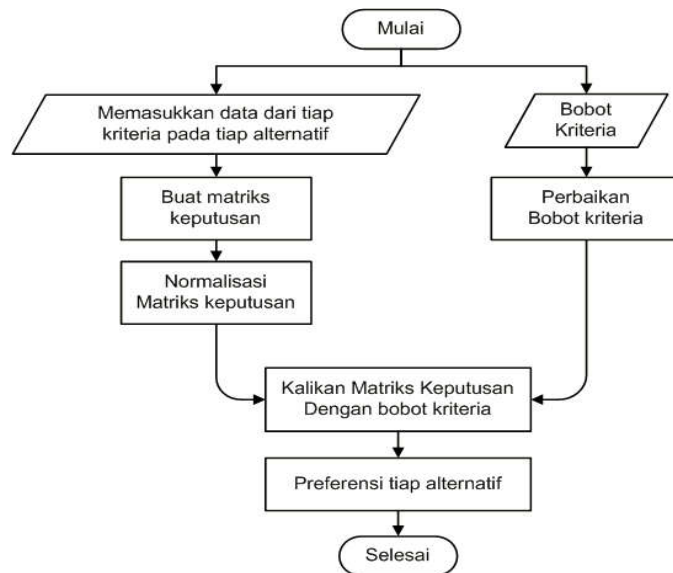 Mulai
Memasukkan data dari tiap
kriteria pada tiap alternatif
Bobot
Kriteria
Buat matriks
keputusan
Perbaikan
Bobot kriteria
Normalisasi
Matriks keputusan
Kalikan Matriks Keputusan
Dengan bobot kriteria
Preferensi tiap alternatif
Selesai